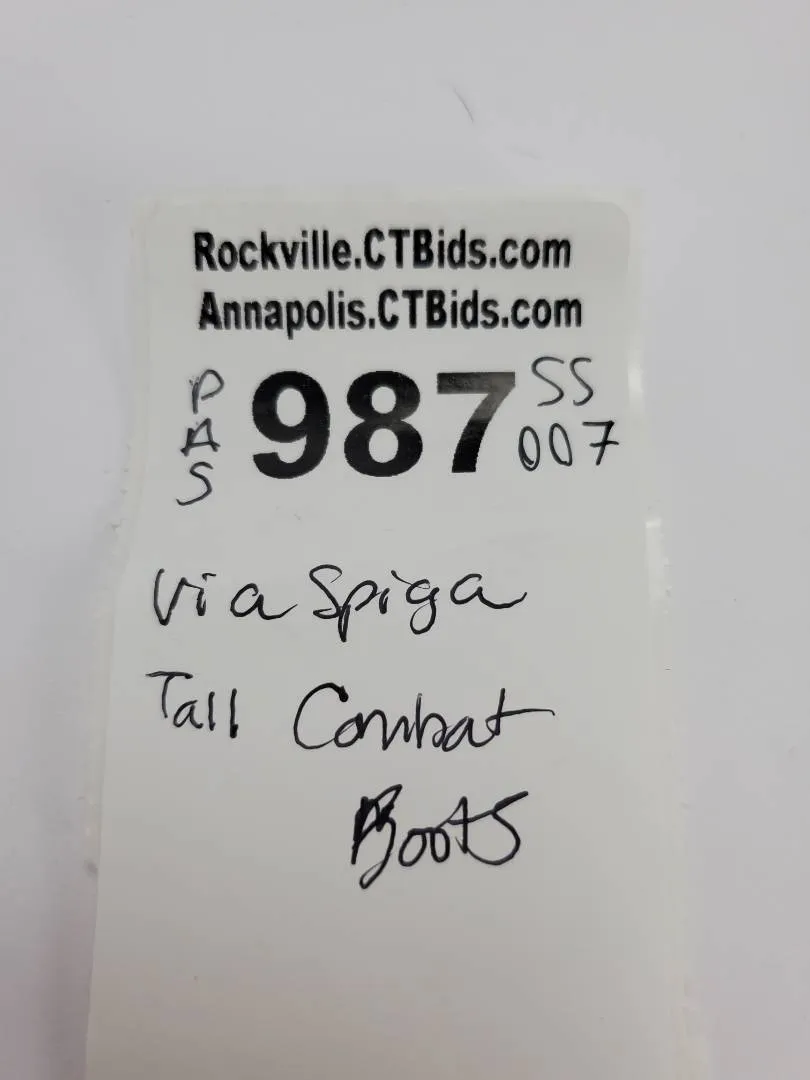 Rockville.CTBids.com
Annapolis.CTBids.com
PAS 987 SS
007
Via Spiga
Tall Combat
Boots